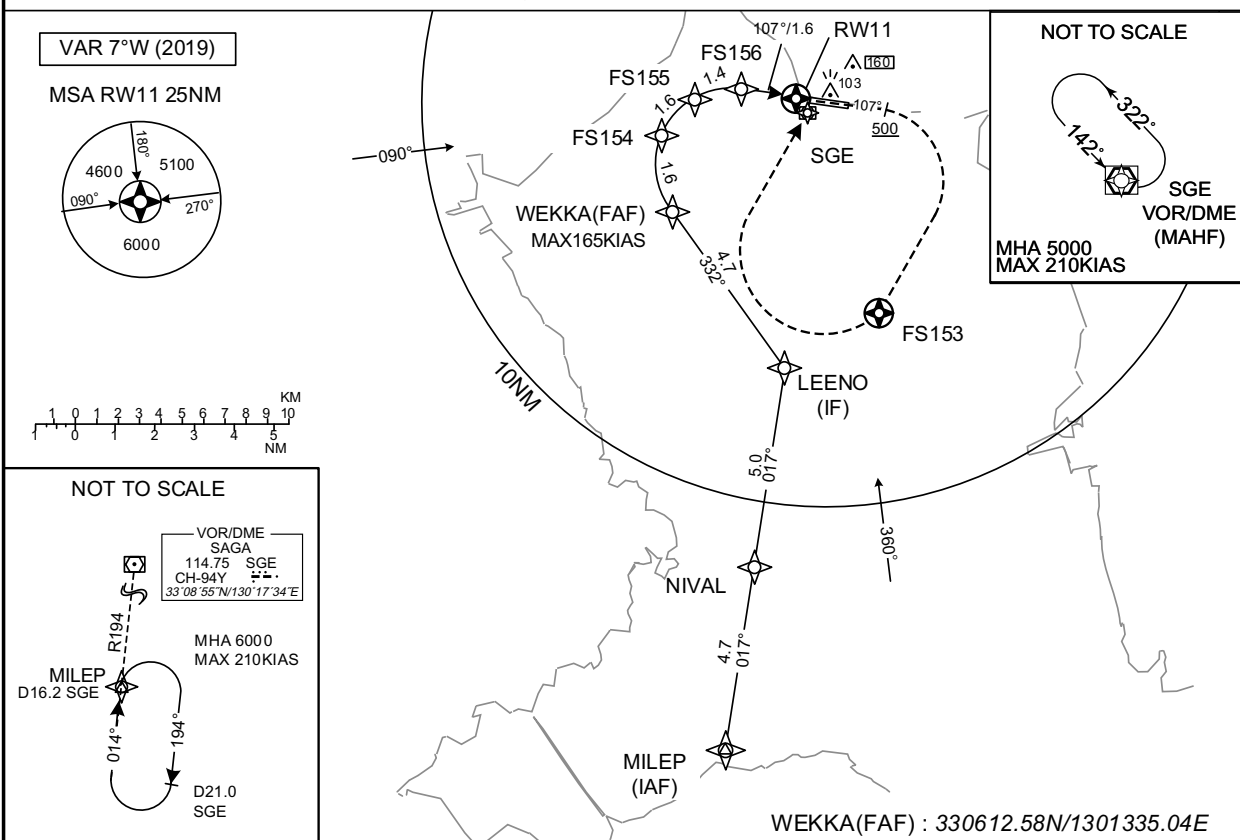 VAR 7°W (2019)
MSA RW11 25NM
180°
4600
5100
090°
270°
6000
KM
1 0 1 2 3 4 5 6 7 8 9 10
1 0 1 2 3 4 5
NM
107°/1.6
RW11
FS156
FS155
1.4
1.6
FS154
160
103
107°
500
SGE
090°
1.6
WEKKA(FAF)
MAX165KIAS
4.7
332°
FS153
LEENO
(IF)
10NM
5.0
017°
360°
NIVAL
4.7
017°
MILEP
(IAF)
NOT TO SCALE
322°
142°
SGE
VOR/DME
(MAHF)
MHA 5000
MAX 210KIAS
NOT TO SCALE
VOR/DME
SAGA
114.75 SGE
CH-94Y
33°08'55"N/130°17'34"E
R194
MHA 6000
MAX 210KIAS
MILEP
D16.2 SGE
014°
194°
D21.0
SGE
WEKKA(FAF) : 330612.58N/1301335.04E